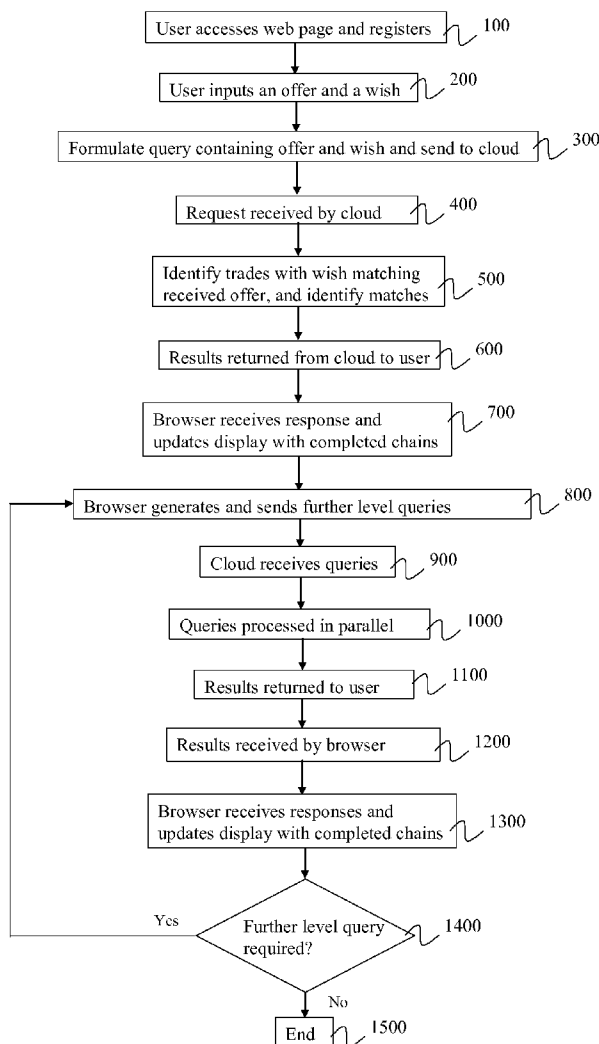 User accesses web page and registers
100
User inputs an offer and a wish
200
Formulate query containing offer and wish and send to cloud
300
Request received by cloud
400
Identify trades with wish matching
received offer, and identify matches
500
Results returned from cloud to user
600
Browser receives response and
updates display with completed chains
700
Browser generates and sends further level queries
800
Cloud receives queries
900
Queries processed in parallel
1000
Results returned to user
1100
Results received by browser
1200
Browser receives responses and
updates display with completed chains
1300
Yes
Further level query
required?
1400
No
End
1500